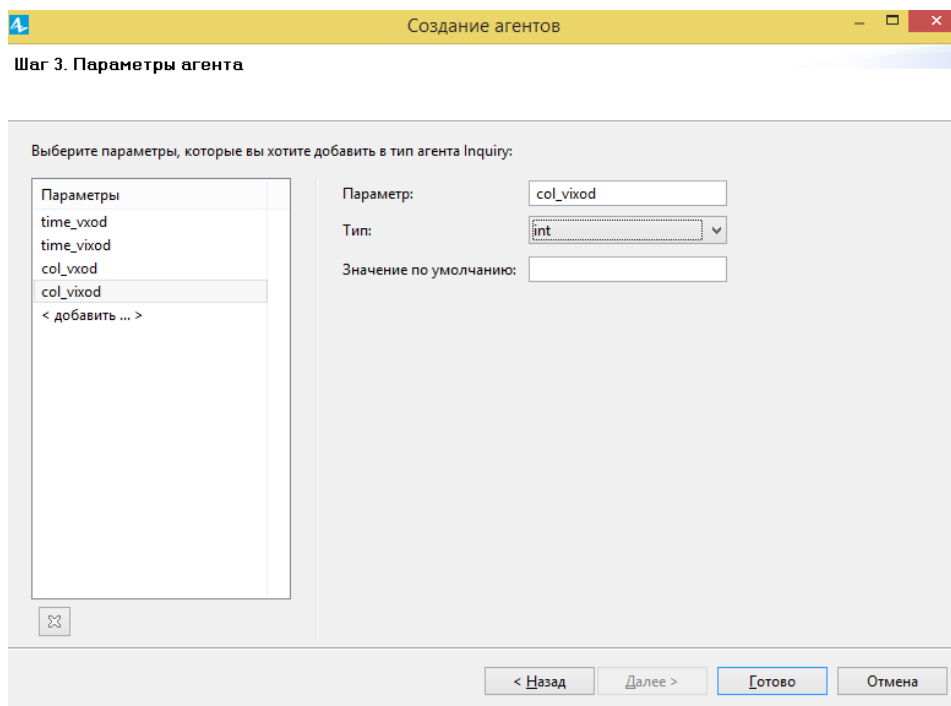 Создание агентов
Шаг 3. Параметры агента
Выберите параметры, которые вы хотите добавить в тип агента Inquiry:
Параметры
time_vxod
time_vixod
col_vxod
col_vixod
< добавить ... >
Параметр: col_vixod
Тип: int
Значение по умолчанию:
< Назад Далее > Готово Отмена